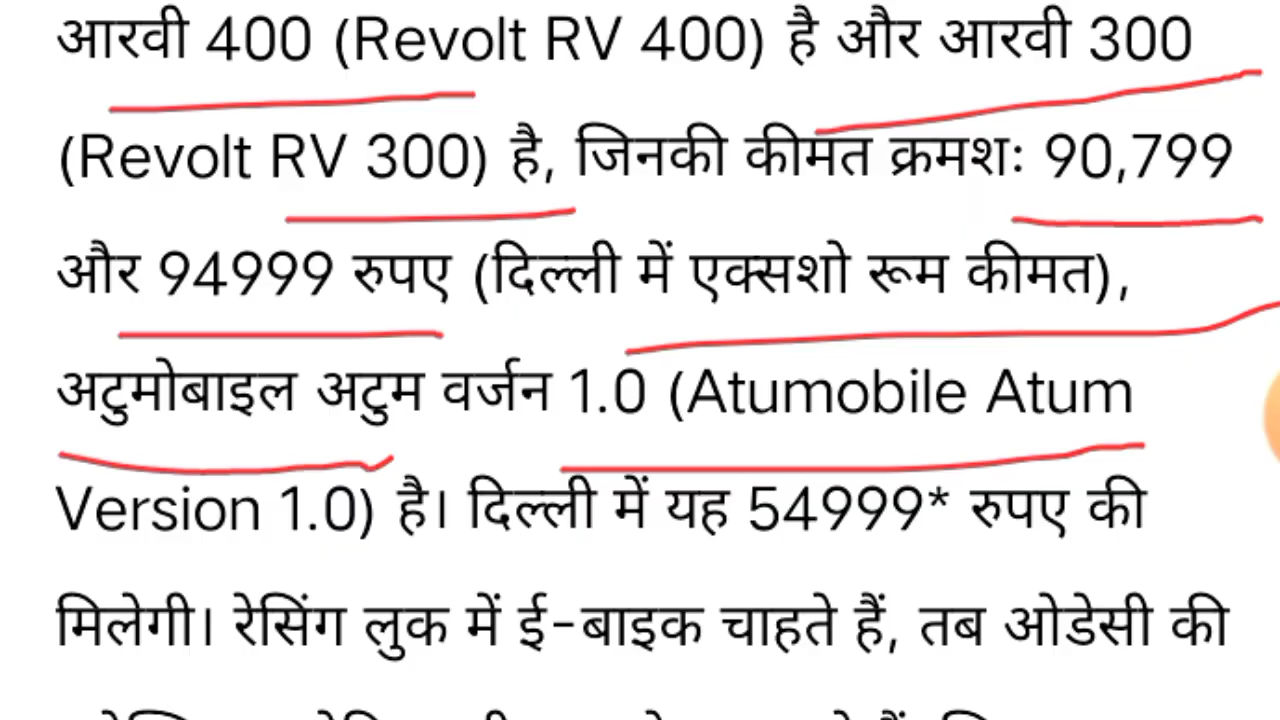 आरवी 400 (Revolt RV 400) है और आरवी 300
(Revolt RV 300) है, जिनकी कीमत क्रमशः 90,799
और 94999 रुपए (दिल्ली में एक्सशो रूम कीमत),
अटुमोबाइल अटुम वर्जन 1.0 (Atumobile Atum
Version 1.0) है। दिल्ली में यह 54999* रुपए की
मिलेगी। रेसिंग लुक में ई-बाइक चाहते हैं, तब ओडेसी की